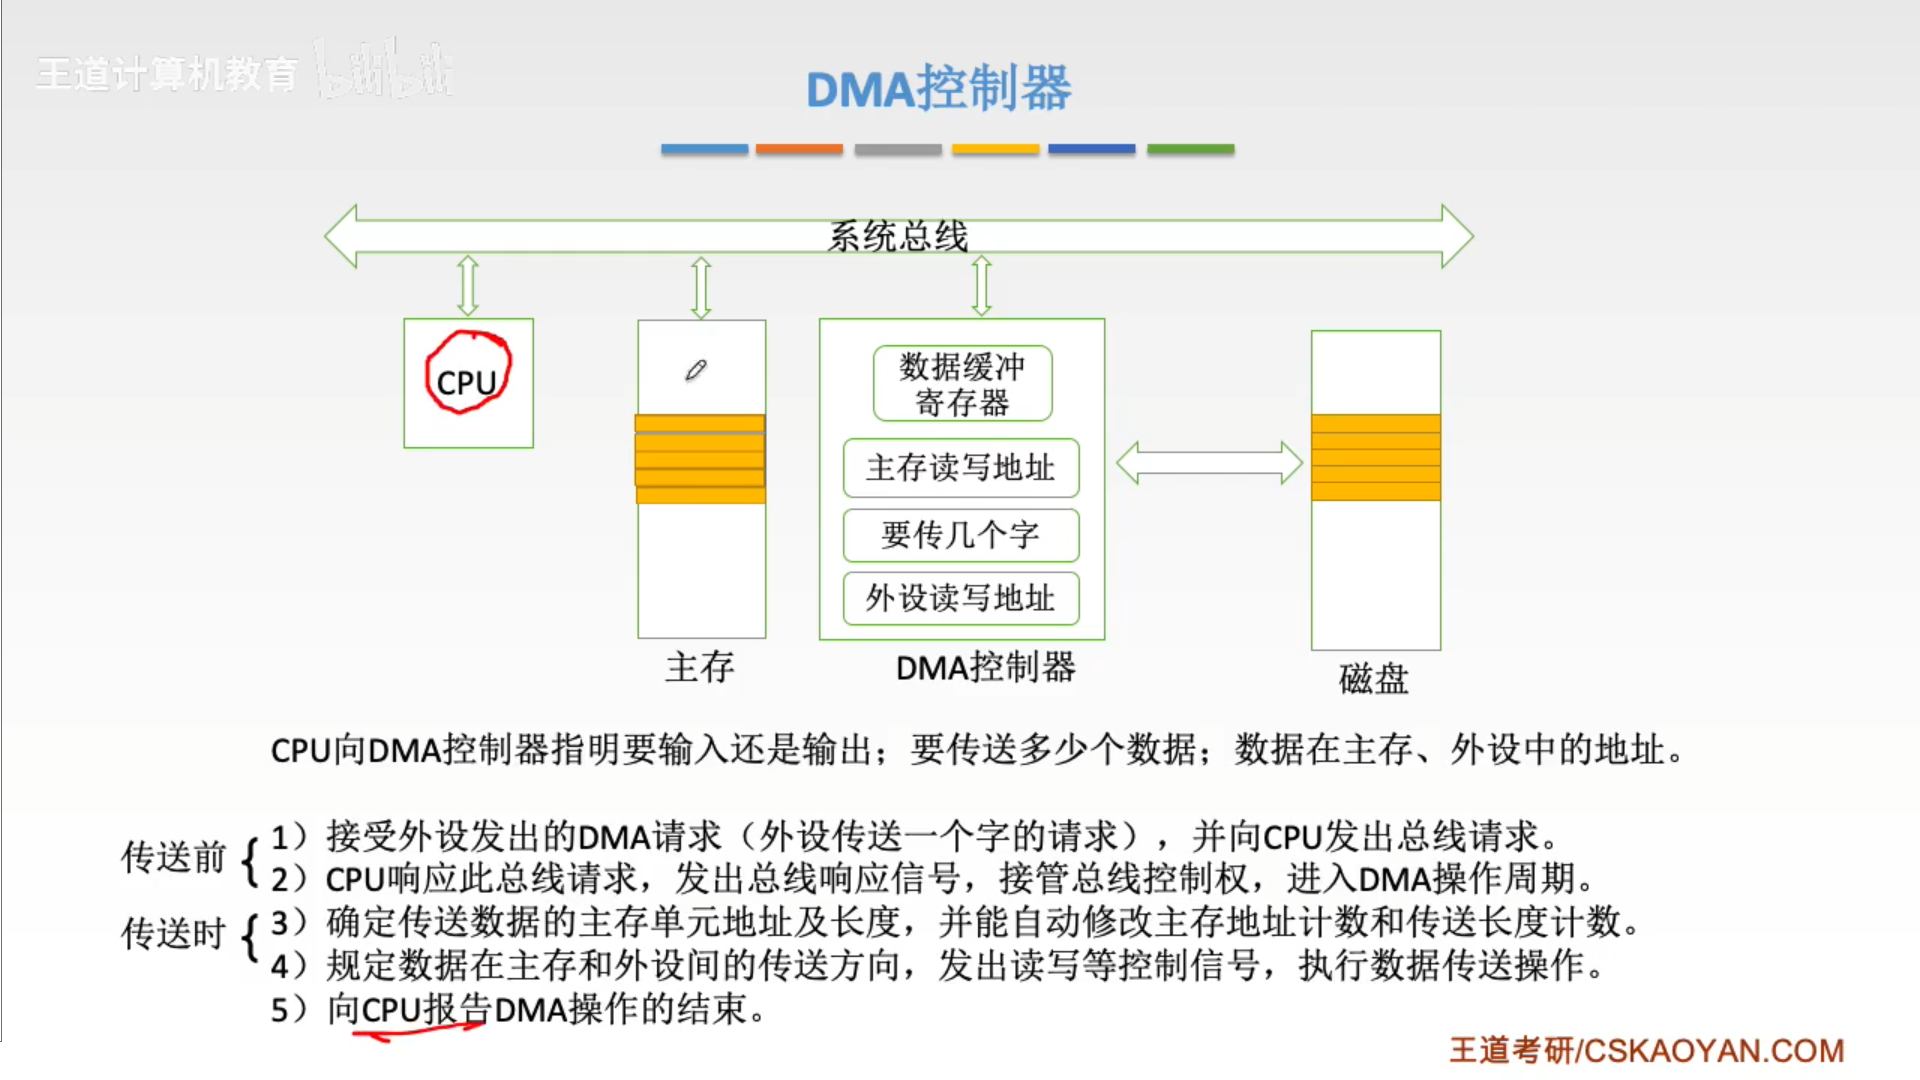 王道计算机教育 bilibili
DMA控制器
系统总线
CPU
数据缓冲
寄存器
主存读写地址
要传几个字
外设读写地址
主存
DMA控制器
磁盘
CPU向DMA控制器指明要输入还是输出；要传送多少个数据；数据在主存、外设中的地址。
传送前
1）接受外设发出的DMA请求（外设传送一个字的请求），并向CPU发出总线请求。
2）CPU响应此总线请求，发出总线响应信号，接管总线控制权，进入DMA操作周期。
传送时
3）确定传送数据的主存单元地址及长度，并能自动修改主存地址计数和传送长度计数。
4）规定数据在主存和外设间的传送方向，发出读写等控制信号，执行数据传送操作。
5）向CPU报告DMA操作的结束。
王道考研/CSKAOYAN.COM